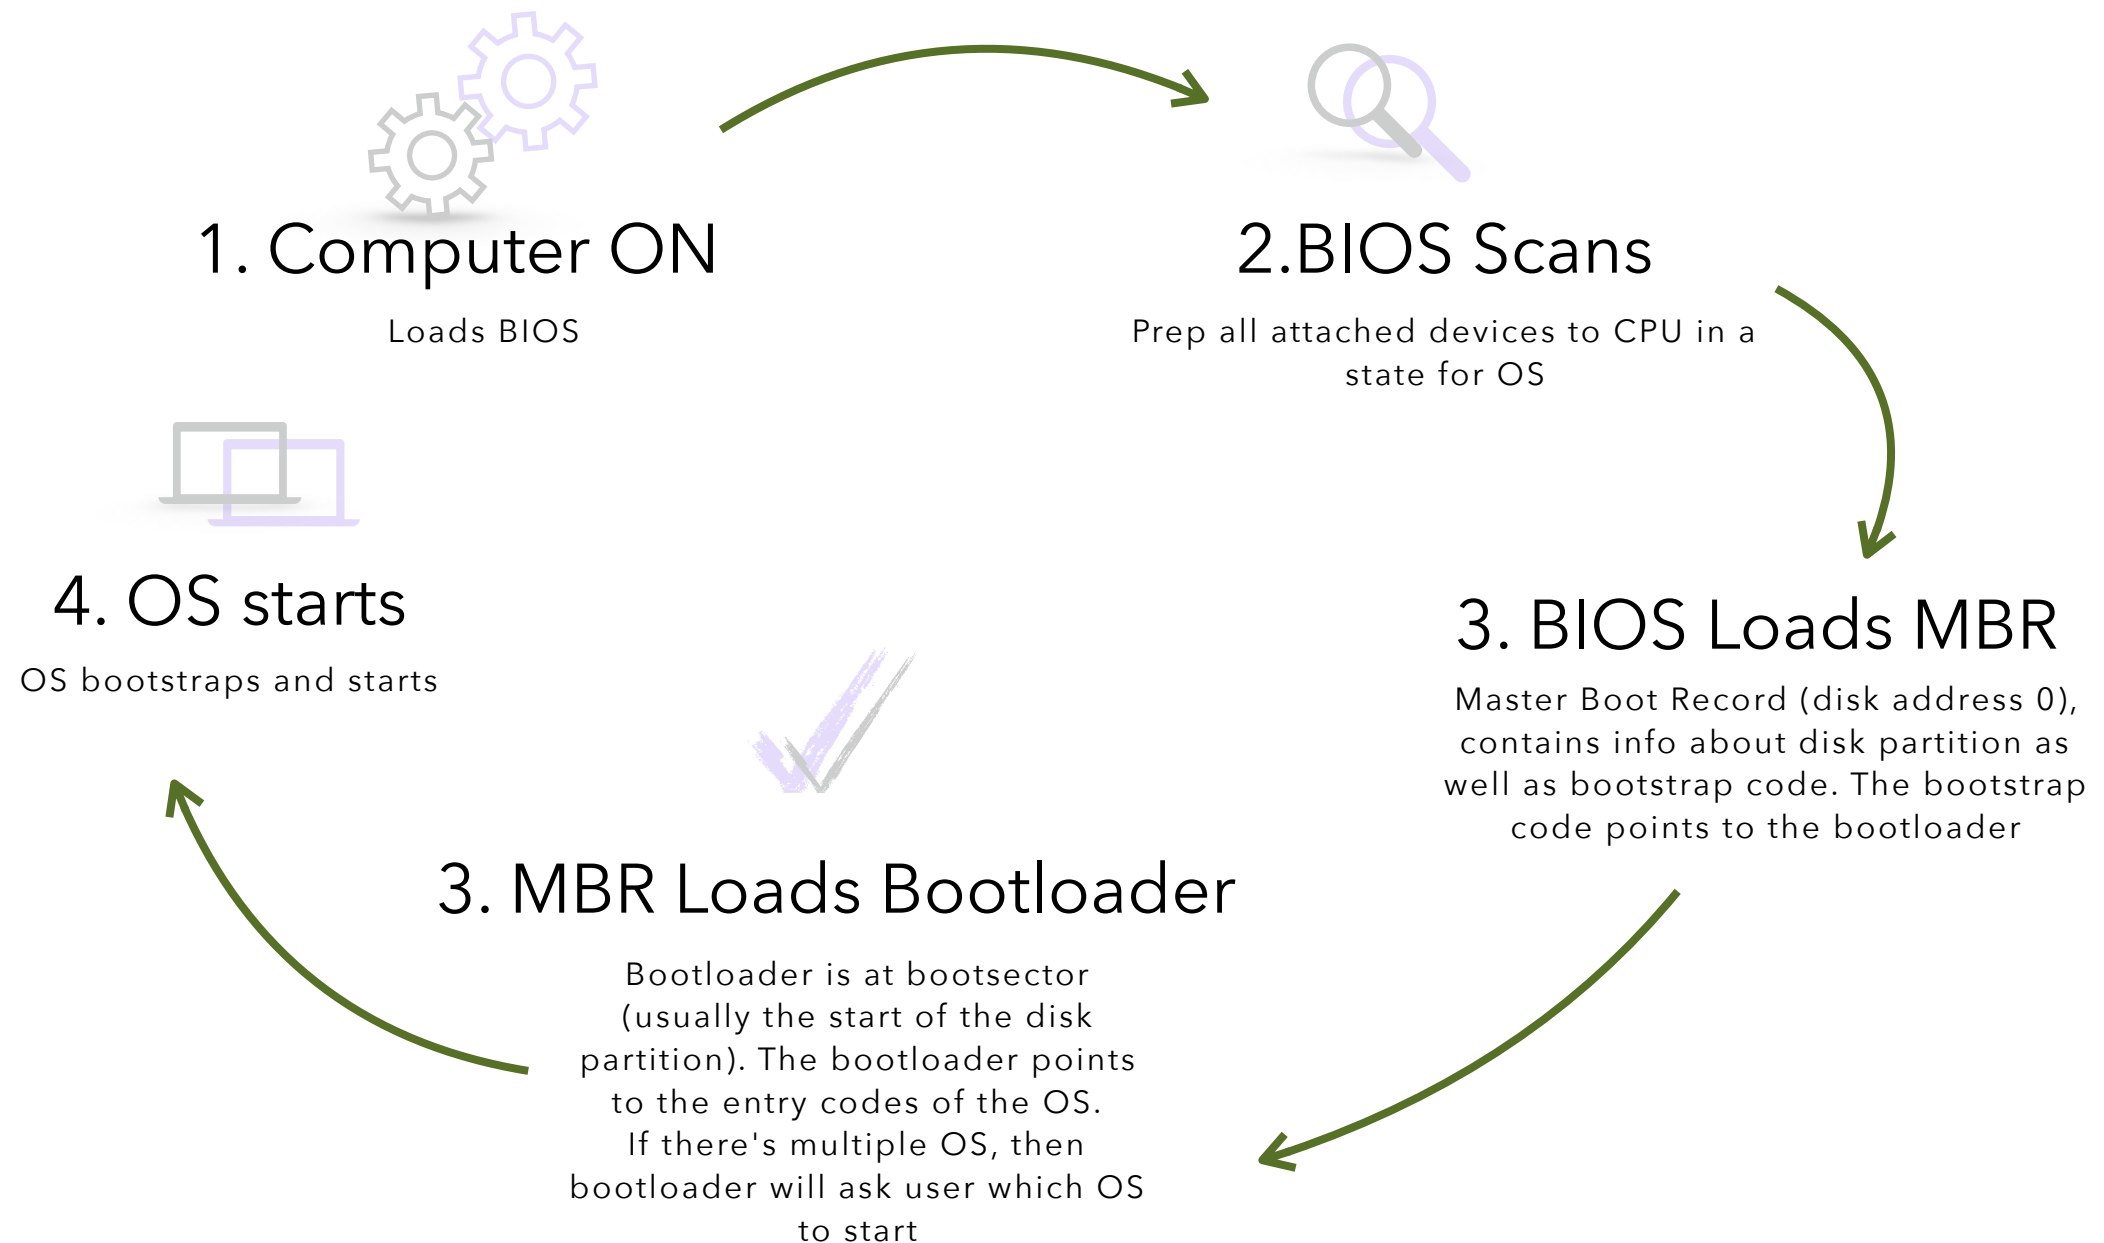 1. Computer ON
Loads BIOS
2.BIOS Scans
Prep all attached devices to CPU in a
state for OS
3. BIOS Loads MBR
Master Boot Record (disk address 0),
contains info about disk partition as
well as bootstrap code. The bootstrap
code points to the bootloader
3. MBR Loads Bootloader
Bootloader is at bootsector
(usually the start of the disk
partition). The bootloader points
to the entry codes of the OS.
If there's multiple OS, then
bootloader will ask user which OS
to start
4. OS starts
OS bootstraps and starts